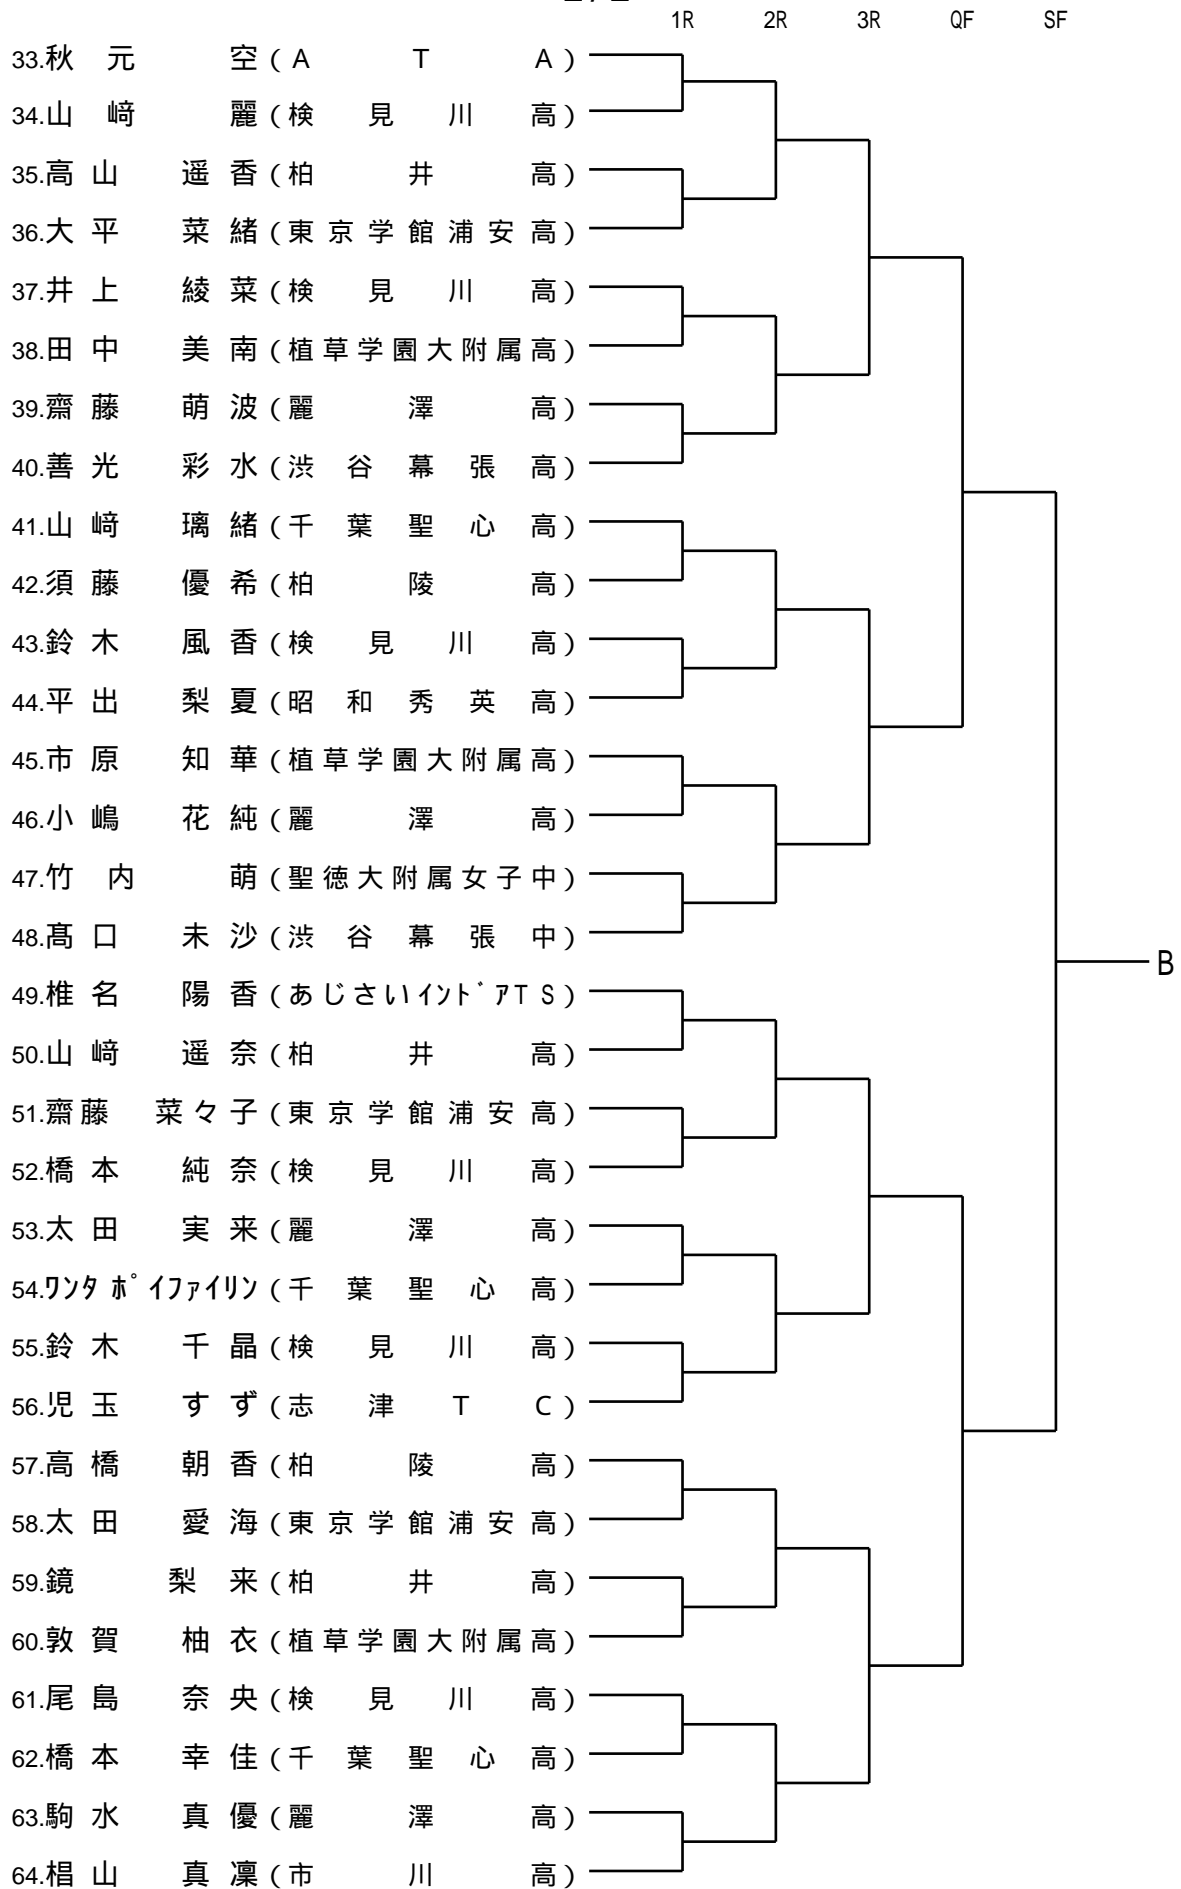 1R 2R 3R QF SF
33.秋元 空(ATA)
34.山﨑 麗(検見川高)
35.高山 遥香(柏井高)
36.大平 菜緒(東京学館浦安高)
37.井上 綾菜(検見川高)
38.田中 美南(植草学園大附属高)
39.齋藤 萌波(麗澤高)
40.善光 彩水(渋谷幕張高)
41.山﨑 璃緒(千葉聖心高)
42.須藤 優希(柏陵高)
43.鈴木 風香(検見川高)
44.平出 梨夏(昭和秀英高)
45.市原 知華(植草学園大附属高)
46.小嶋 花純(麗澤高)
47.竹内 萌(聖徳大附属女子中)
48.髙口 未沙(渋谷幕張中)
B
49.椎名 陽香(あじさいインドアTS)
50.山﨑 遥奈(柏井高)
51.齋藤 菜々子(東京学館浦安高)
52.橋本 純奈(検見川高)
53.太田 実来(麗澤高)
54.ワンタポイファイリン(千葉聖心高)
55.鈴木 千晶(検見川高)
56.児玉 すず(志津TC)
57.高橋 朝香(柏陵高)
58.太田 愛海(東京学館浦安高)
59.鏡 梨来(柏井高)
60.敦賀 柚衣(植草学園大附属高)
61.尾島 奈央(検見川高)
62.橋本 幸佳(千葉聖心高)
63.駒水 真優(麗澤高)
64.椙山 真凜(市川高)